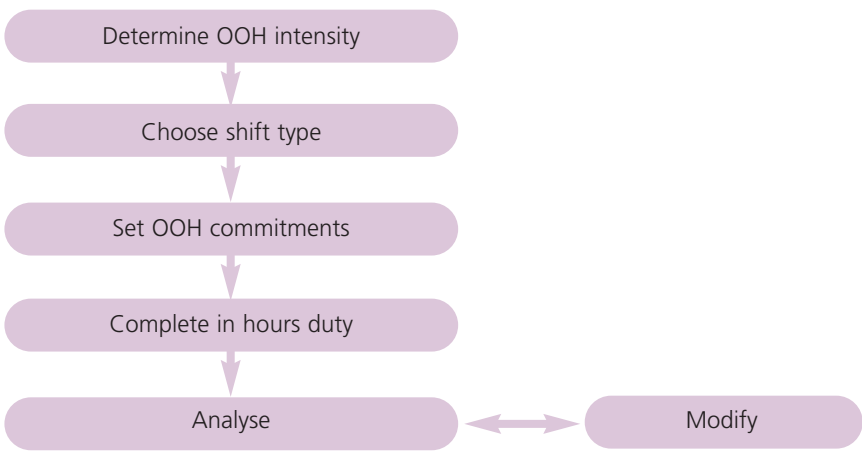 Determine OOH intensity
Choose shift type
Set OOH commitments
Complete in hours duty
Analyse
Modify